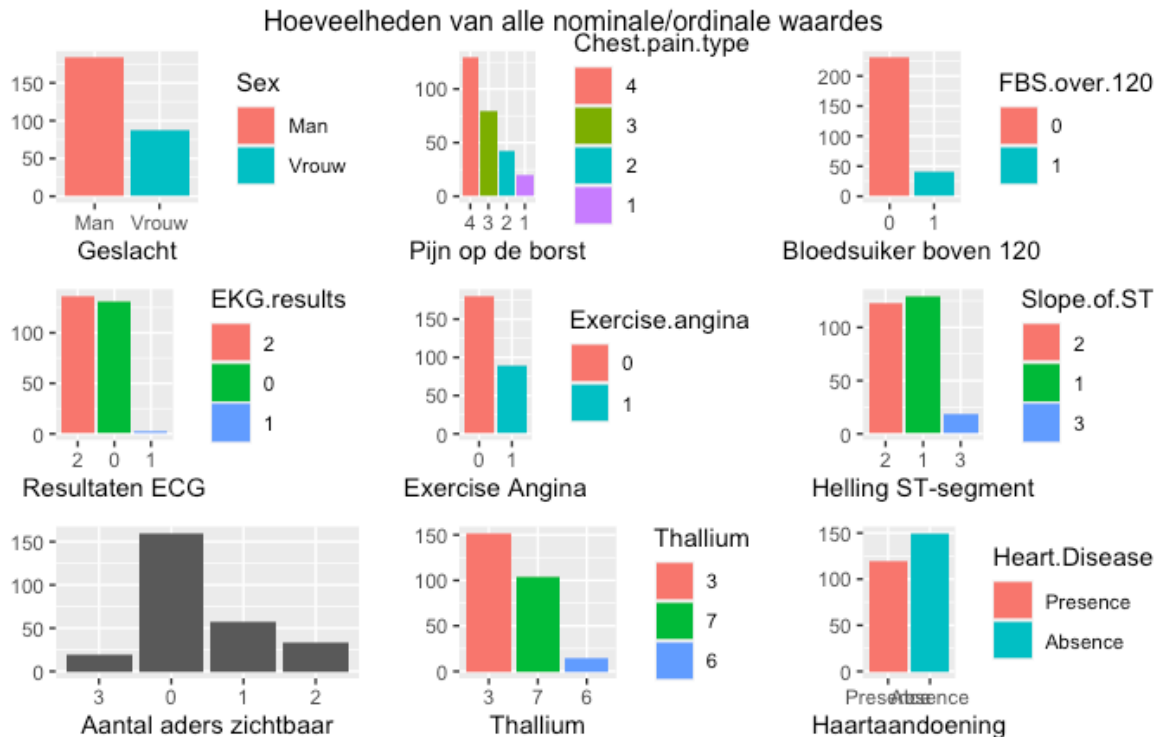 Hoeveelheden van alle nominale/ordinale waardes
150
100
50
0
Man
Vrouw
Geslacht
Sex
Man
Vrouw
100
50
0
4
3
2
1
Pijn op de borst
Chest.pain.type
4
3
2
1
200
150
100
50
0
0
1
Bloedsuiker boven 120
FBS.over.120
0
1
100
50
0
2
0
1
Resultaten ECG
EKG.results
2
0
1
150
100
50
0
0
1
Exercise Angina
Exercise.angina
0
1
100
50
0
2
1
3
Helling ST-segment
Slope.of.ST
2
1
3
150
100
50
0
3
0
1
2
Aantal aders zichtbaar
150
100
50
0
3
7
6
Thallium
Thallium
3
7
6
150
100
50
0
Presence
Absence
Haartaandoening
Heart.Disease
Presence
Absence